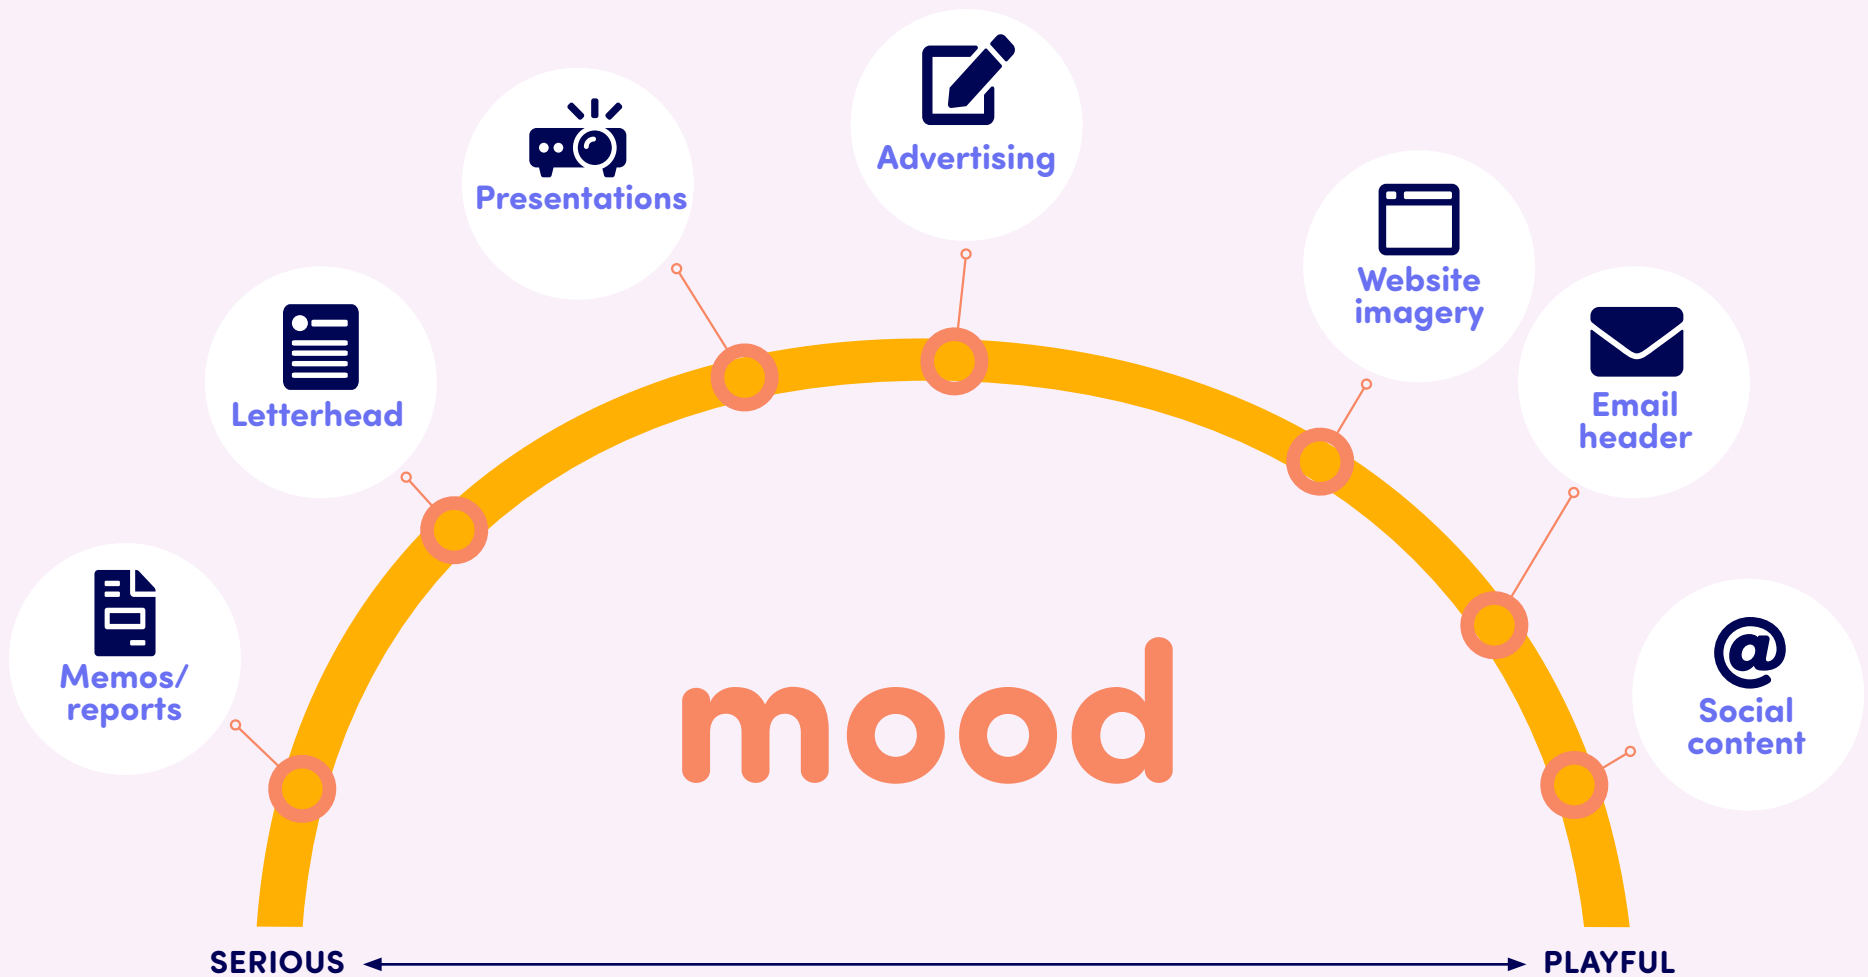 Advertising
Presentations
Website
imagery
Email
header
Letterhead
Memos/
reports
Social
content
mood
SERIOUS
PLAYFUL